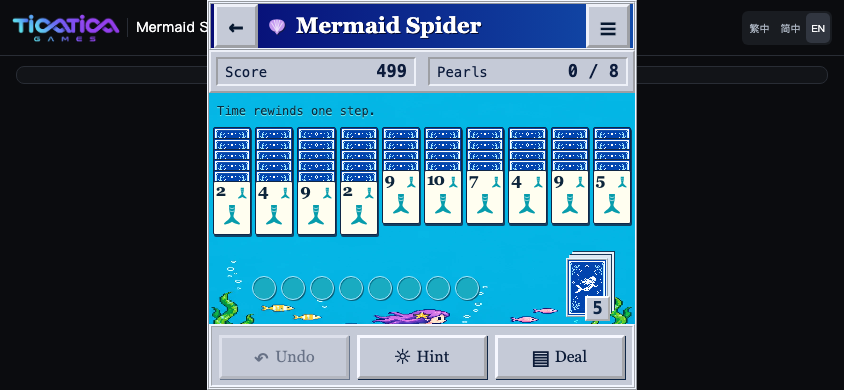 TICATICA
GAMES
Mermaid S
繁中 简中 EN
Mermaid Spider
Score 499
Pearls 0 / 8
Time rewinds one step.
2 4 9 2 9 10 7 4 9 5
5
Undo
Hint
Deal